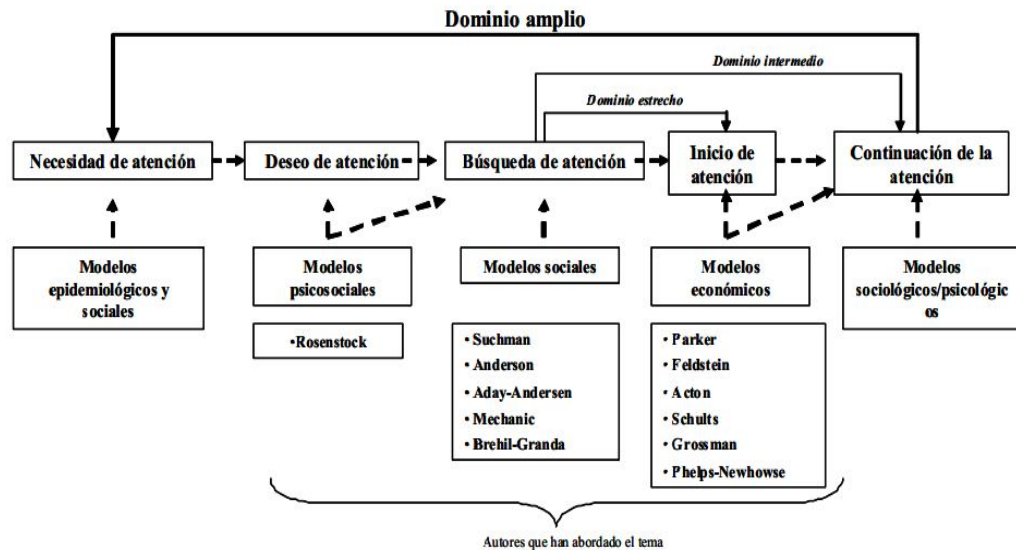 Dominio amplio
Dominio intermedio
Dominio estrecho
Necesidad de atención
Deseo de atención
Búsqueda de atención
Inicio de
atención
Continuación de la
atención
Modelos
epidemiológicos y
sociales
Modelos
psicosociales
Modelos sociales
Modelos
económicos
Modelos
sociológicos/psicológic
os
•Rosenstock
• Suchman
• Anderson
• Aday-Andersen
• Mechanic
• Brehil-Granda
• Parker
• Feldstein
• Acton
• Schults
• Grossman
• Phelps-Newhowse
Autores que han abordado el tema